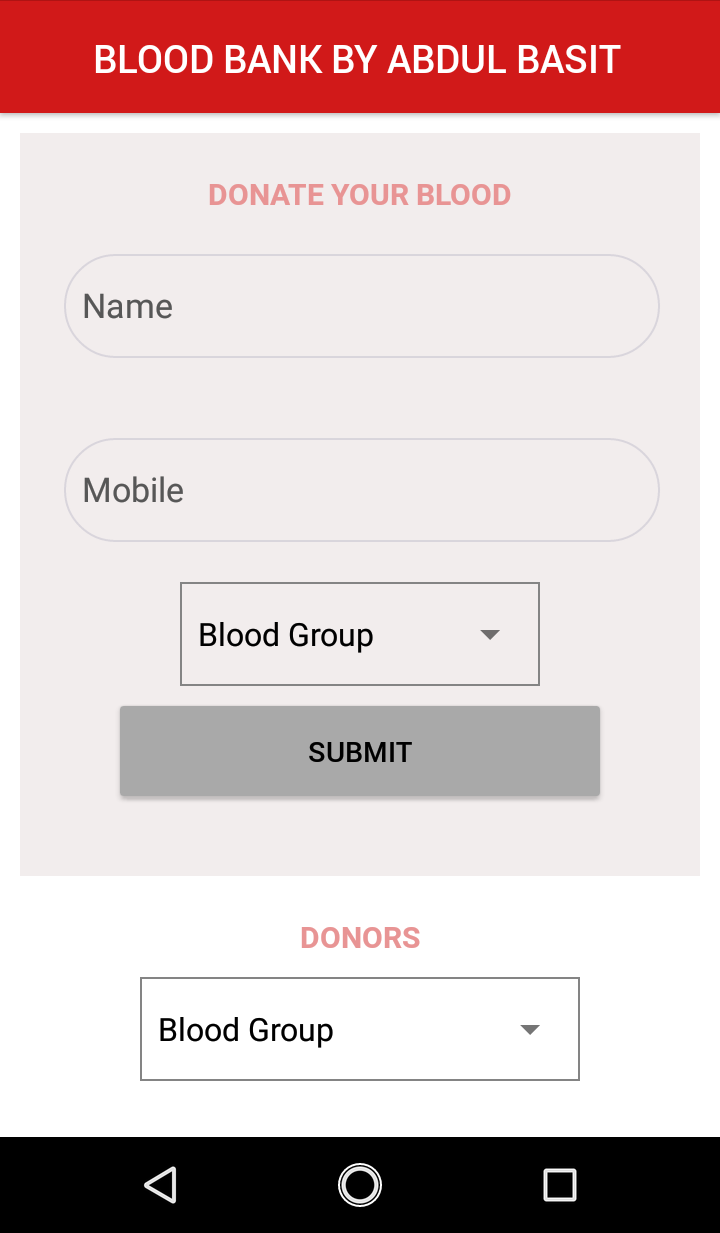 BLOOD BANK BY ABDUL BASIT
DONATE YOUR BLOOD
Name
Mobile
Blood Group
SUBMIT
DONORS
Blood Group